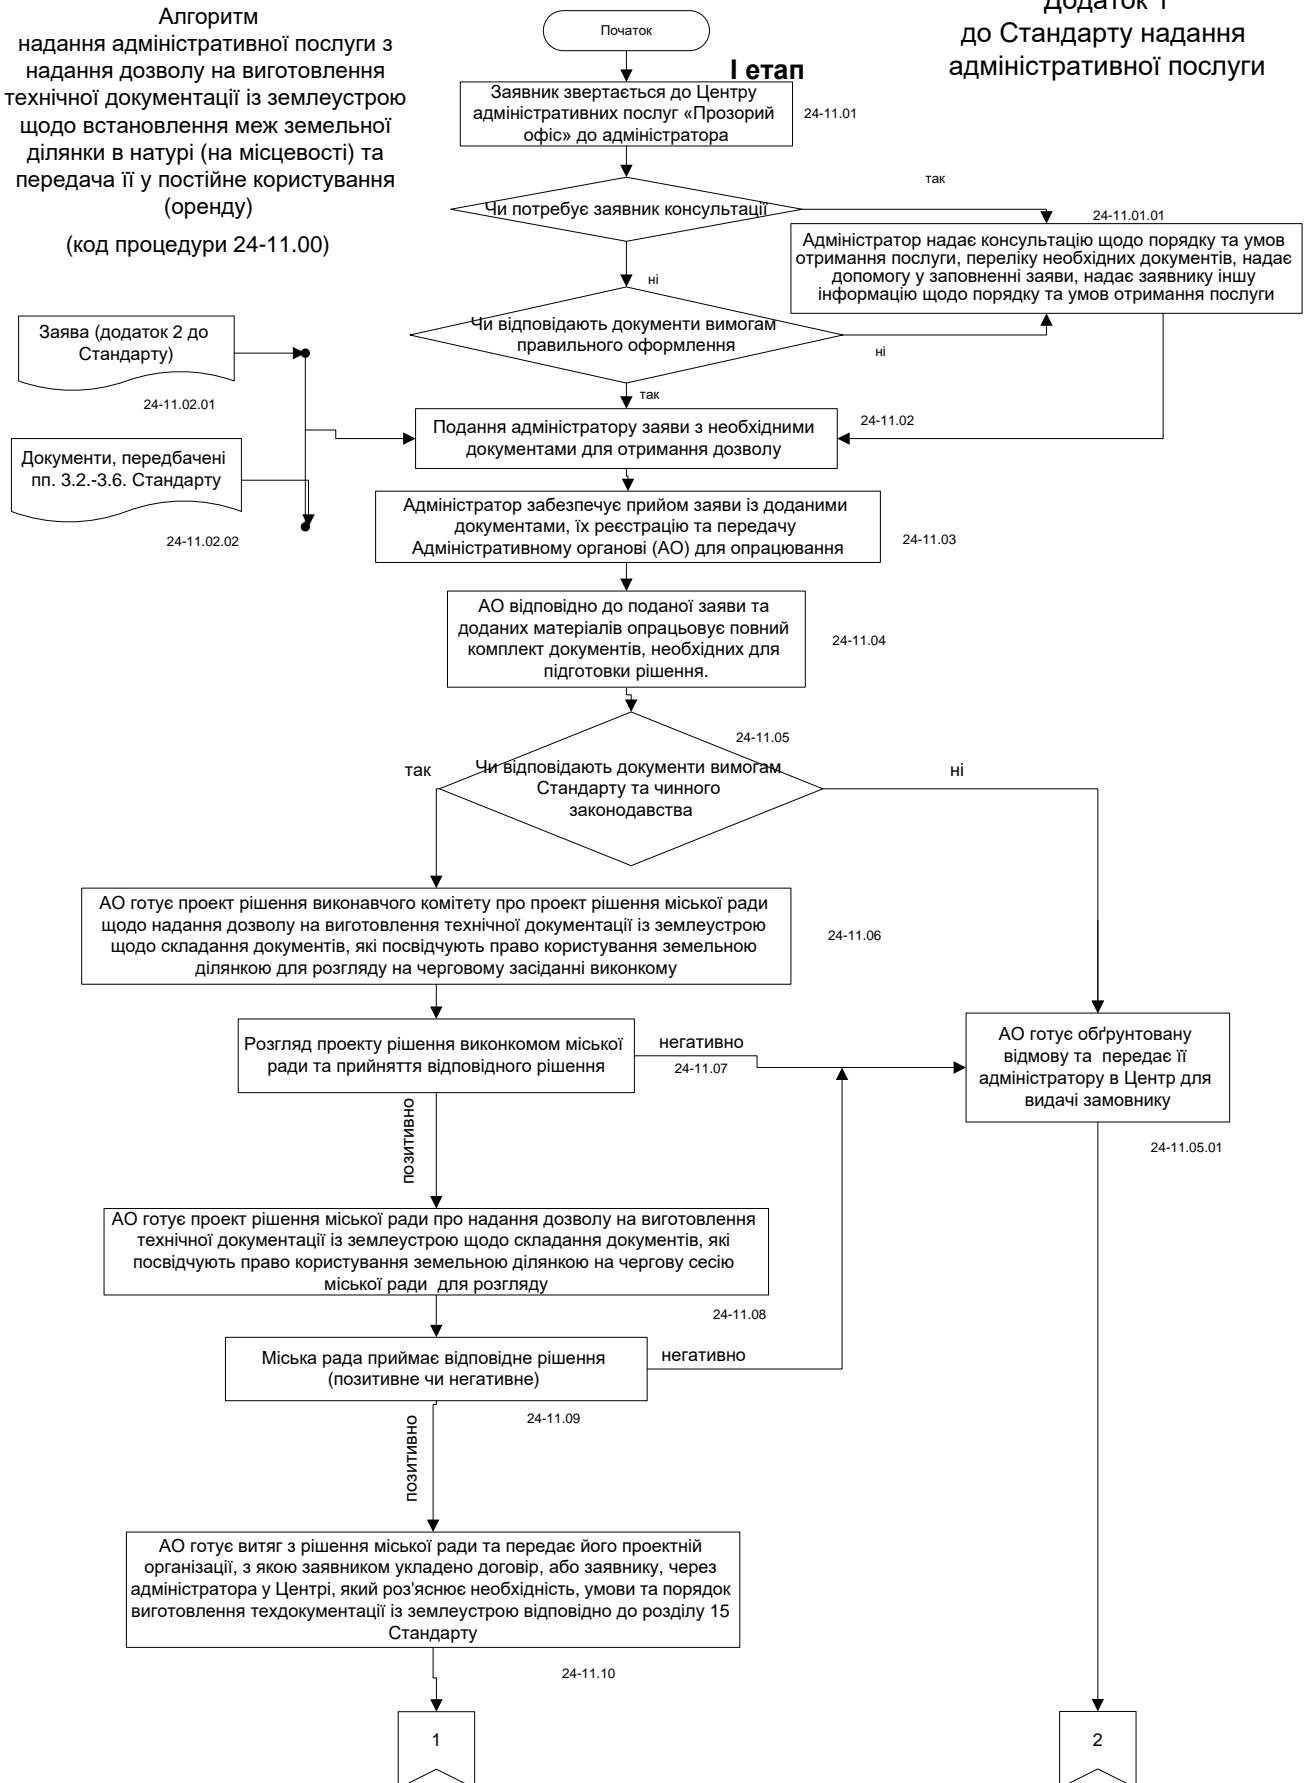 Алгоритм
надання адміністративної послуги з
надання дозволу на виготовлення
технічної документації із землеустрою
щодо встановлення меж земельної
ділянки в натурі (на місцевості) та
передача її у постійне користування
(оренду)
(код процедури 24-11.00)
Додаток 1
до Стандарту надання
адміністративної послуги
Початок
І етап
Заявник звертається до Центру
адміністративних послуг «Прозорий
офіс» до адміністратора
24-11.01
Чи потребує заявник консультації
так
24-11.01.01
Адміністратор надає консультацію щодо порядку та умов
отримання послуги, переліку необхідних документів, надає
допомогу у заповненні заяви, надає заявнику іншу
інформацію щодо порядку та умов отримання послуги
ні
Чи відповідають документи вимогам
правильного оформлення
ні
так
Заява (додаток 2 до
Стандарту)
24-11.02.01
Документи, передбачені
пп. 3.2.-3.6. Стандарту
24-11.02.02
Подання адміністратору заяви з необхідними
документами для отримання дозволу
24-11.02
Адміністратор забезпечує прийом заяви із доданими
документами, їх реєстрацію та передачу
Адміністративному органові (АО) для опрацювання
24-11.03
АО відповідно до поданої заяви та
доданих матеріалів опрацьовує повний
комплект документів, необхідних для
підготовки рішення.
24-11.04
24-11.05
Чи відповідають документи вимогам
Стандарту та чинного
законодавства
так
ні
АО готує проект рішення виконавчого комітету про проект рішення міської ради
щодо надання дозволу на виготовлення технічної документації із землеустрою
щодо складання документів, які посвідчують право користування земельною
ділянкою для розгляду на черговому засіданні виконкому
24-11.06
Розгляд проекту рішення виконкомом міської
ради та прийняття відповідного рішення
негативно
24-11.07
АО готує обґрунтовану
відмову та передає її
адміністратору в Центр для
видачі замовнику
24-11.05.01
позитивно
АО готує проект рішення міської ради про надання дозволу на виготовлення
технічної документації із землеустрою щодо складання документів, які
посвідчують право користування земельною ділянкою на чергову сесію
міської ради для розгляду
24-11.08
Міська рада приймає відповідне рішення
(позитивне чи негативне)
негативно
24-11.09
позитивно
АО готує витяг з рішення міської ради та передає його проектній
організації, з якою заявником укладено договір, або заявнику, через
адміністратора у Центрі, який роз'яснює необхідність, умови та порядок
виготовлення техдокументації із землеустрою відповідно до розділу 15
Стандарту
24-11.10
1
2